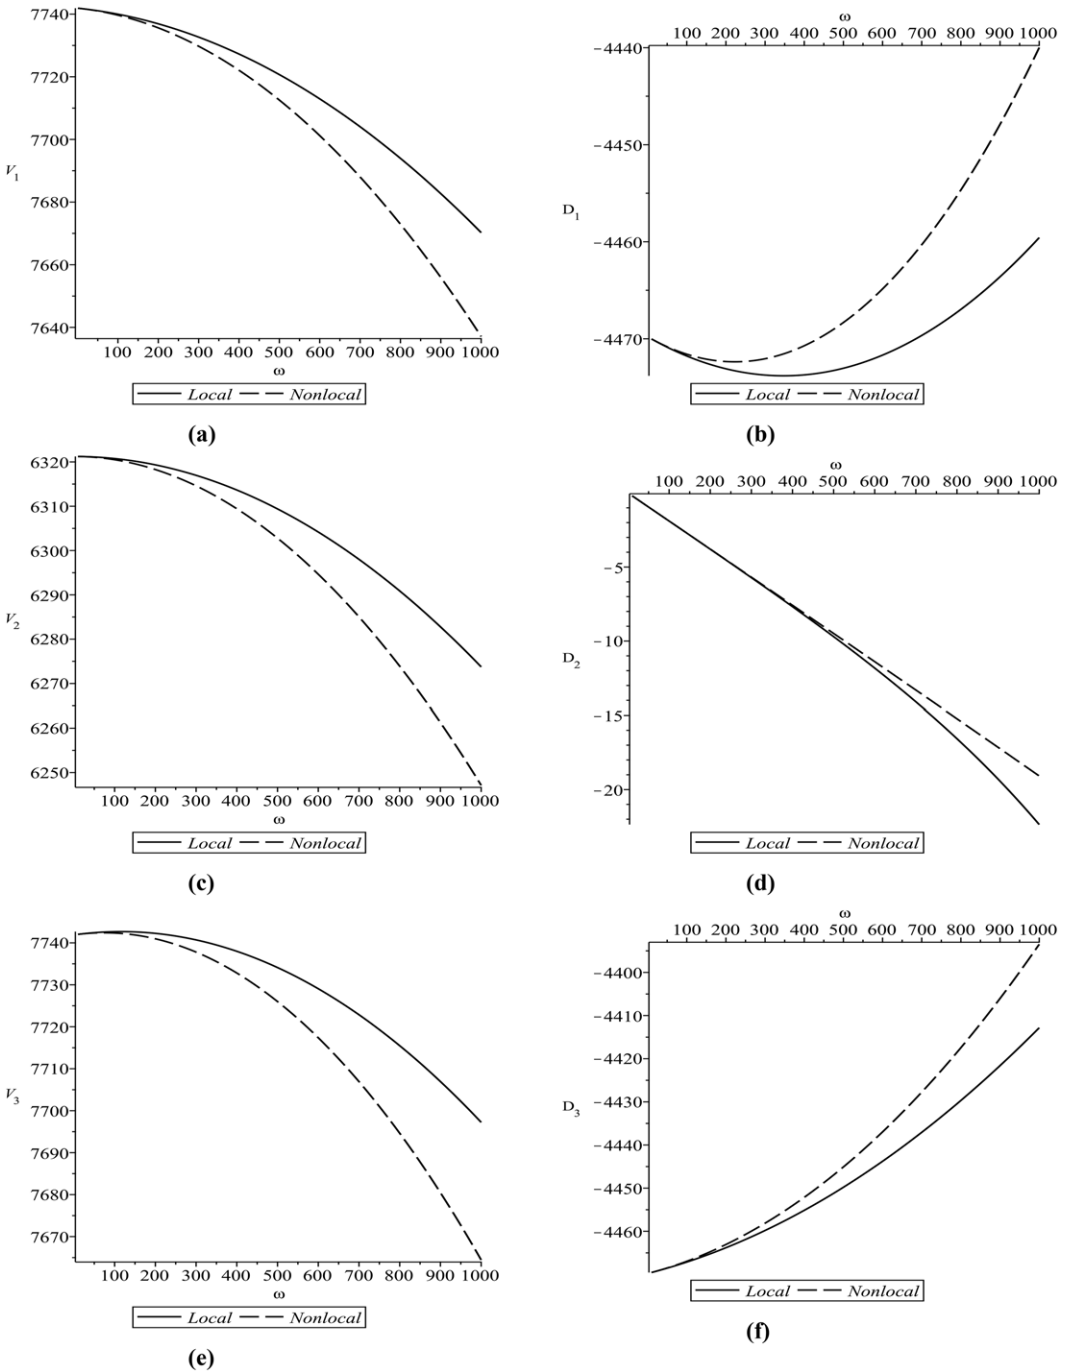 7740
7720
7700
V1
7680
7660
7640
100 200 300 400 500 600 700 800 900 1000
ω
Local Nonlocal
(a)
ω
100 200 300 400 500 600 700 800 900 1000
−4440
−4450
D1
−4460
−4470
Local Nonlocal
(b)
6320
6310
6300
6290
V2
6280
6270
6260
6250
100 200 300 400 500 600 700 800 900 1000
ω
Local Nonlocal
(c)
ω
100 200 300 400 500 600 700 800 900 1000
−5
−10
D2
−15
−20
Local Nonlocal
(d)
7740
7730
7720
7710
V3
7700
7690
7680
7670
100 200 300 400 500 600 700 800 900 1000
ω
Local Nonlocal
(e)
ω
100 200 300 400 500 600 700 800 900 1000
−4400
−4410
−4420
−4430
D3
−4440
−4450
−4460
Local Nonlocal
(f)